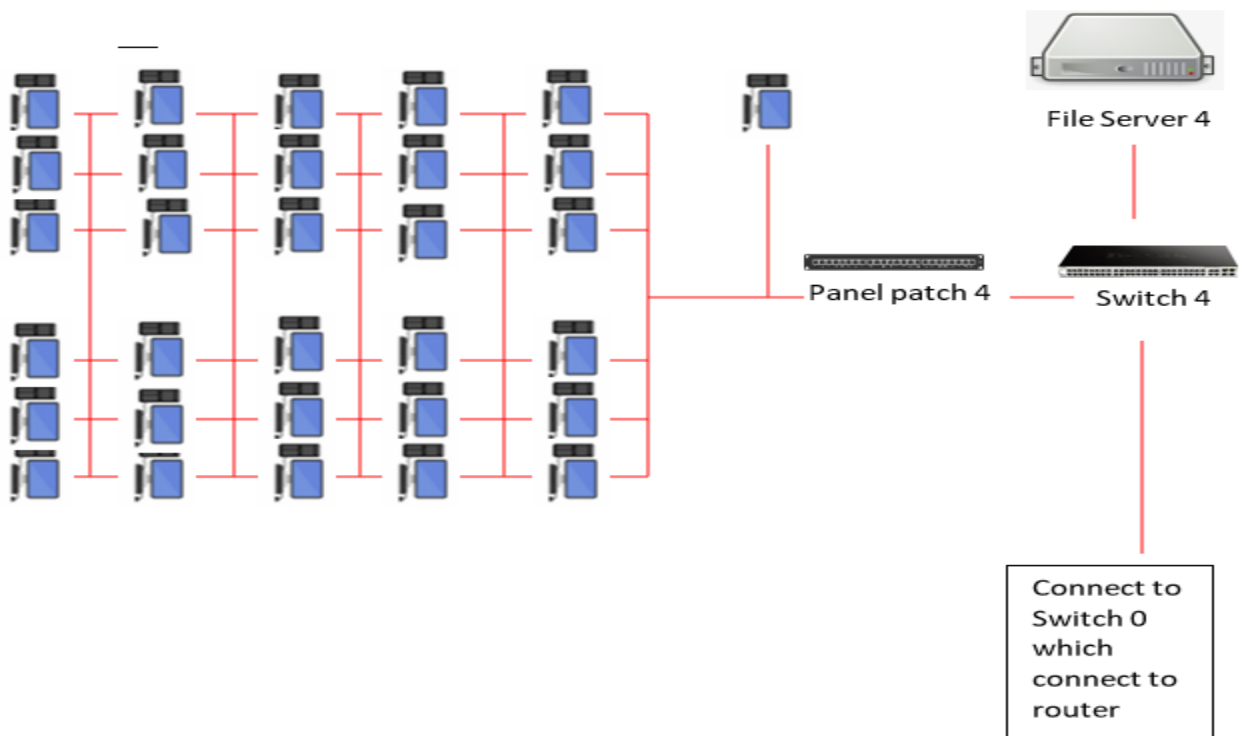 File Server 4
Panel patch 4
Switch 4
Connect to
Switch 0
which
connect to
router